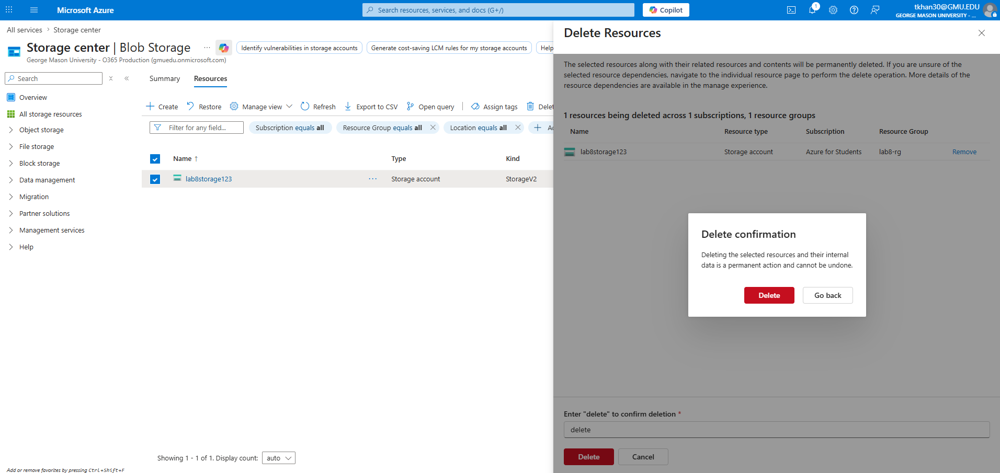 Microsoft Azure
Search resources, services, and docs (G+/)
Copilot
1
tkhan30@GMU.EDU
GEORGE MASON UNIVERSITY - ...
All services > Storage center
Storage center | Blob Storage
...
Identify vulnerabilities in storage accounts
Generate cost-saving LCM rules for my storage accounts
Help
George Mason University - O365 Production (gmuedu.onmicrosoft.com)
Search
Overview
All storage resources
Object storage
File storage
Block storage
Data management
Migration
Partner solutions
Management services
Help
Add or remove favorites by pressing Ctrl+Shift+F
Summary
Resources
Create
Restore
Manage view
Refresh
Export to CSV
Open query
Assign tags
Delet
Filter for any field...
Subscription equals all
Resource Group equals all
Location equals all
Name ↑
Type
Kind
lab8storage123
...
Storage account
StorageV2
Showing 1 - 1 of 1. Display count:
auto
Delete Resources
The selected resources along with their related resources and contents will be permanently deleted. If you are unsure of the
selected resource dependencies, navigate to the individual resource page to perform the delete operation. More details of the
resource dependencies are available in the manage experience.
1 resources being deleted across 1 subscriptions, 1 resource groups
Name
Resource type
Subscription
Resource Group
lab8storage123
Storage account
Azure for Students
lab8-rg
Remove
Delete confirmation
Deleting the selected resources and their internal
data is a permanent action and cannot be undone.
Delete
Go back
Enter "delete" to confirm deletion *
delete
Delete
Cancel